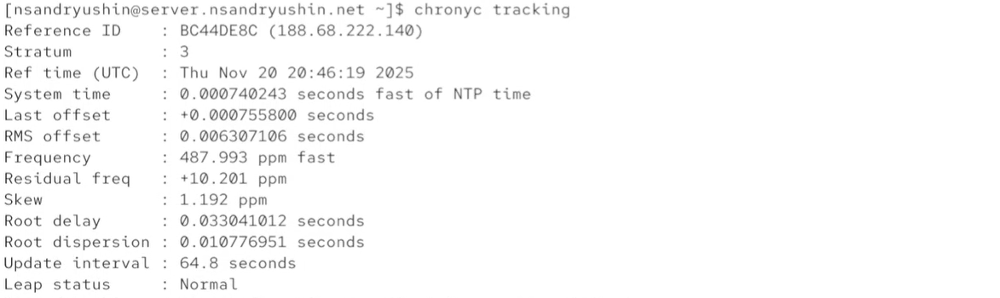 [nsandryushin@server.nsandryushin.net ~]$ chronyc tracking
Reference ID    : BC44DE8C (188.68.222.140)
Stratum         : 3
Ref time (UTC)  : Thu Nov 20 20:46:19 2025
System time     : 0.000740243 seconds fast of NTP time
Last offset     : +0.000755800 seconds
RMS offset      : 0.006307106 seconds
Frequency       : 487.993 ppm fast
Residual freq   : +10.201 ppm
Skew            : 1.192 ppm
Root delay      : 0.033041012 seconds
Root dispersion : 0.010776951 seconds
Update interval : 64.8 seconds
Leap status     : Normal